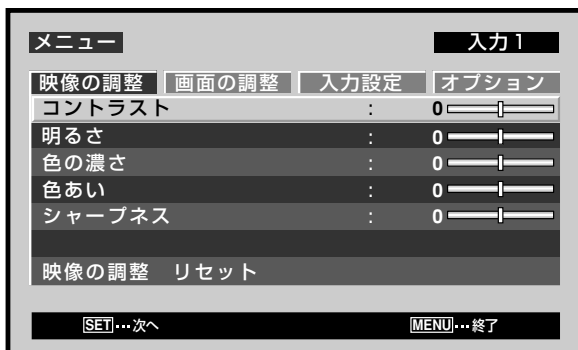 メニュー 入力1
映像の調整 画面の調整 入力設定 オプション
コントラスト : 0
明るさ : 0
色の濃さ : 0
色あい : 0
シャープネス : 0
映像の調整 リセット
SET…次へ MENU…終了